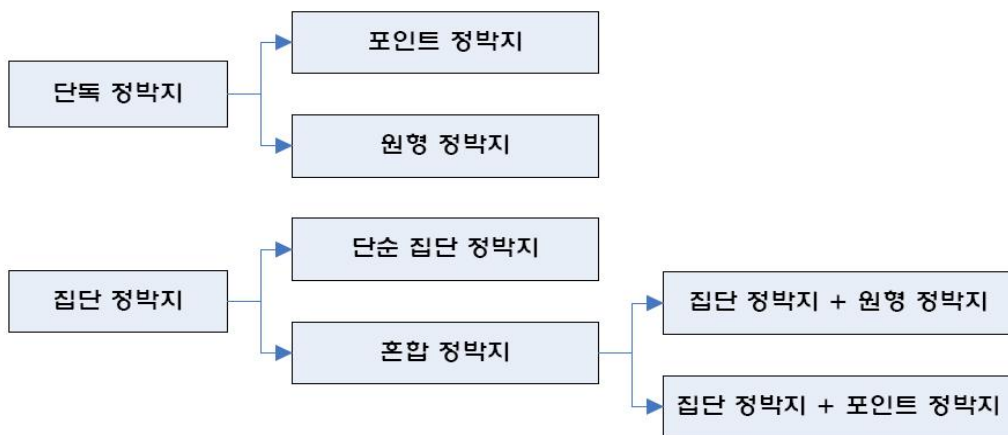 포인트 정박지
단독 정박지
원형 정박지
단순 집단 정박지
집단 정박지
집단 정박지 + 원형 정박지
혼합 정박지
집단 정박지 + 포인트 정박지